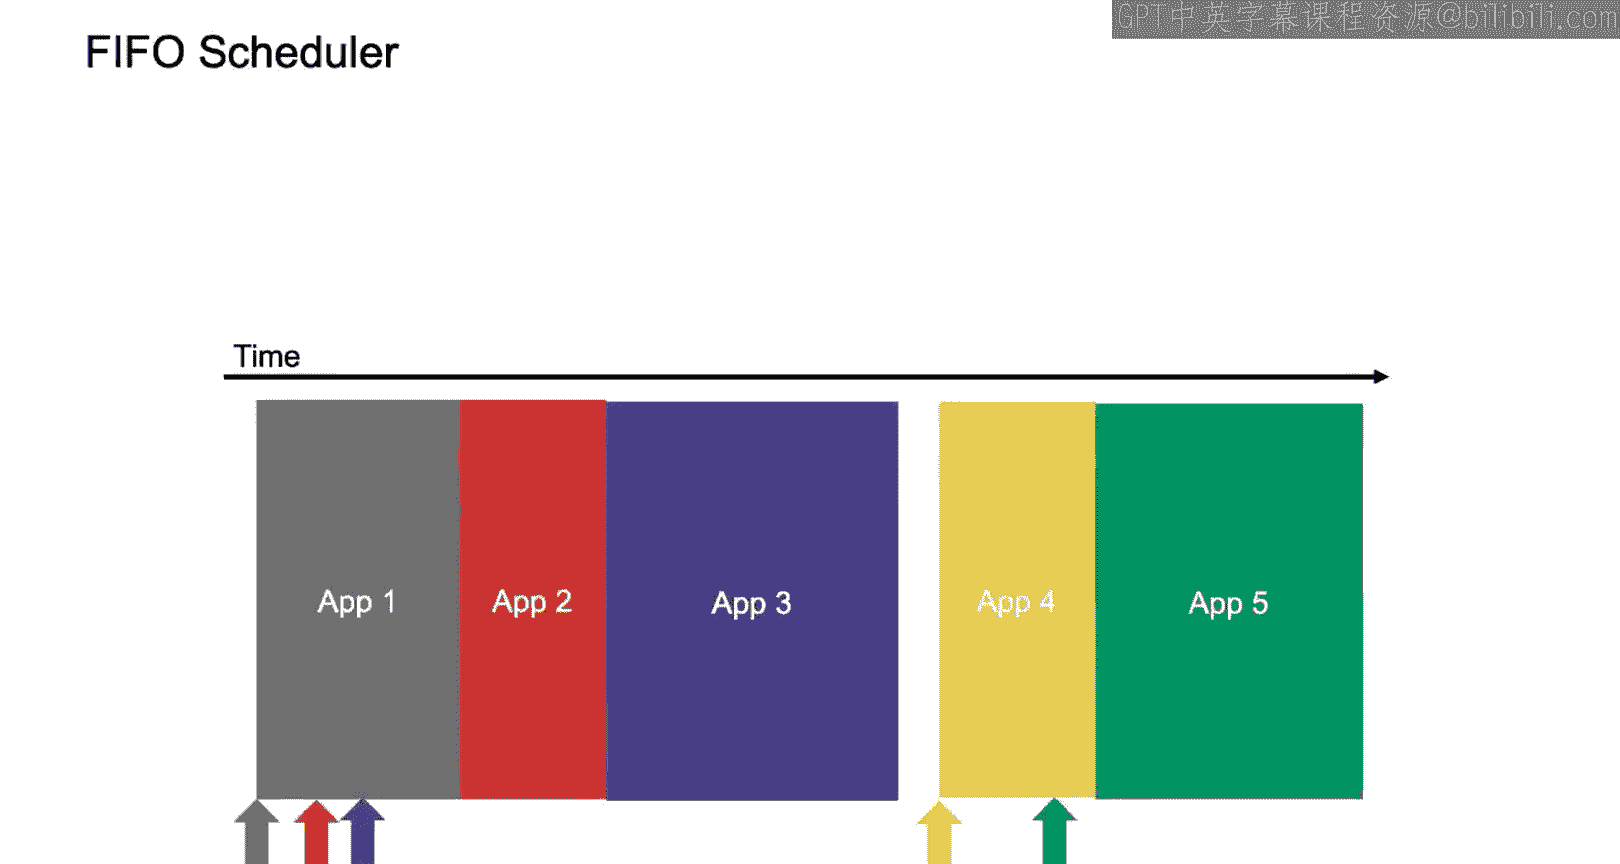 GPT中英字幕课程资源@bilibili.com
FIFO Scheduler
Time
App 1
App 2
App 3
App 4
App 5